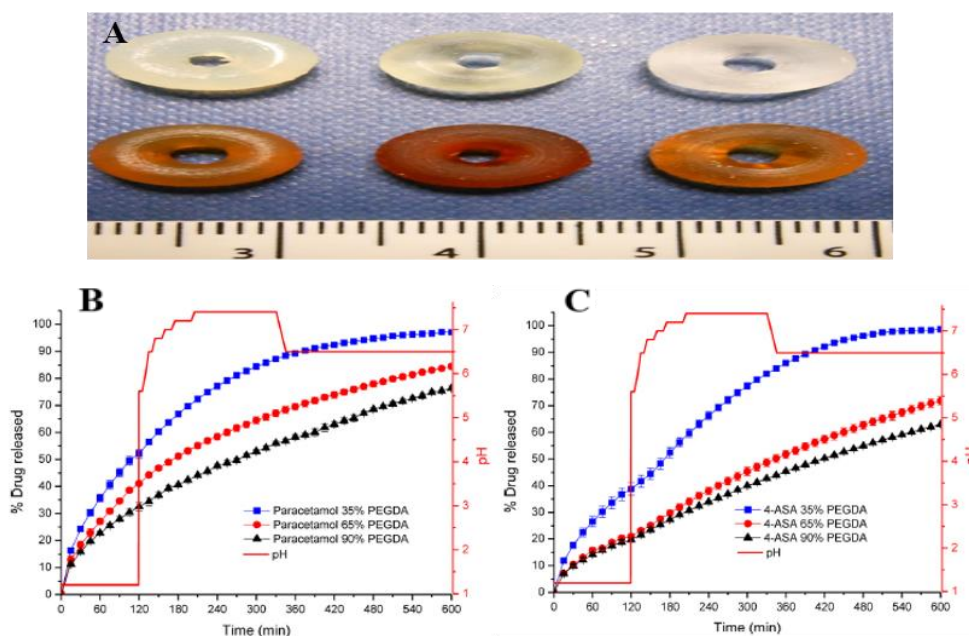 A
3 4 5 6
B
100
90
80
70
60
50
40
30
20
10
0
% Drug released
0 60 120 180 240 300 360 420 480 540 600
Time (min)
7
6
5
4
3
2
1
pH
Paracetamol 35% PEGDA
Paracetamol 65% PEGDA
Paracetamol 90% PEGDA
pH
C
100
90
80
70
60
50
40
30
20
10
0
% Drug released
0 60 120 180 240 300 360 420 480 540 600
Time (min)
7
6
5
4
3
2
1
pH
4-ASA 35% PEGDA
4-ASA 65% PEGDA
4-ASA 90% PEGDA
pH